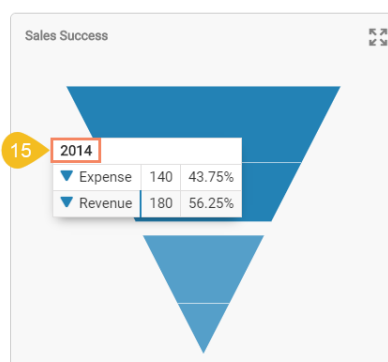 Sales Success
15
2014
Expense 140 43.75%
Revenue 180 56.25%